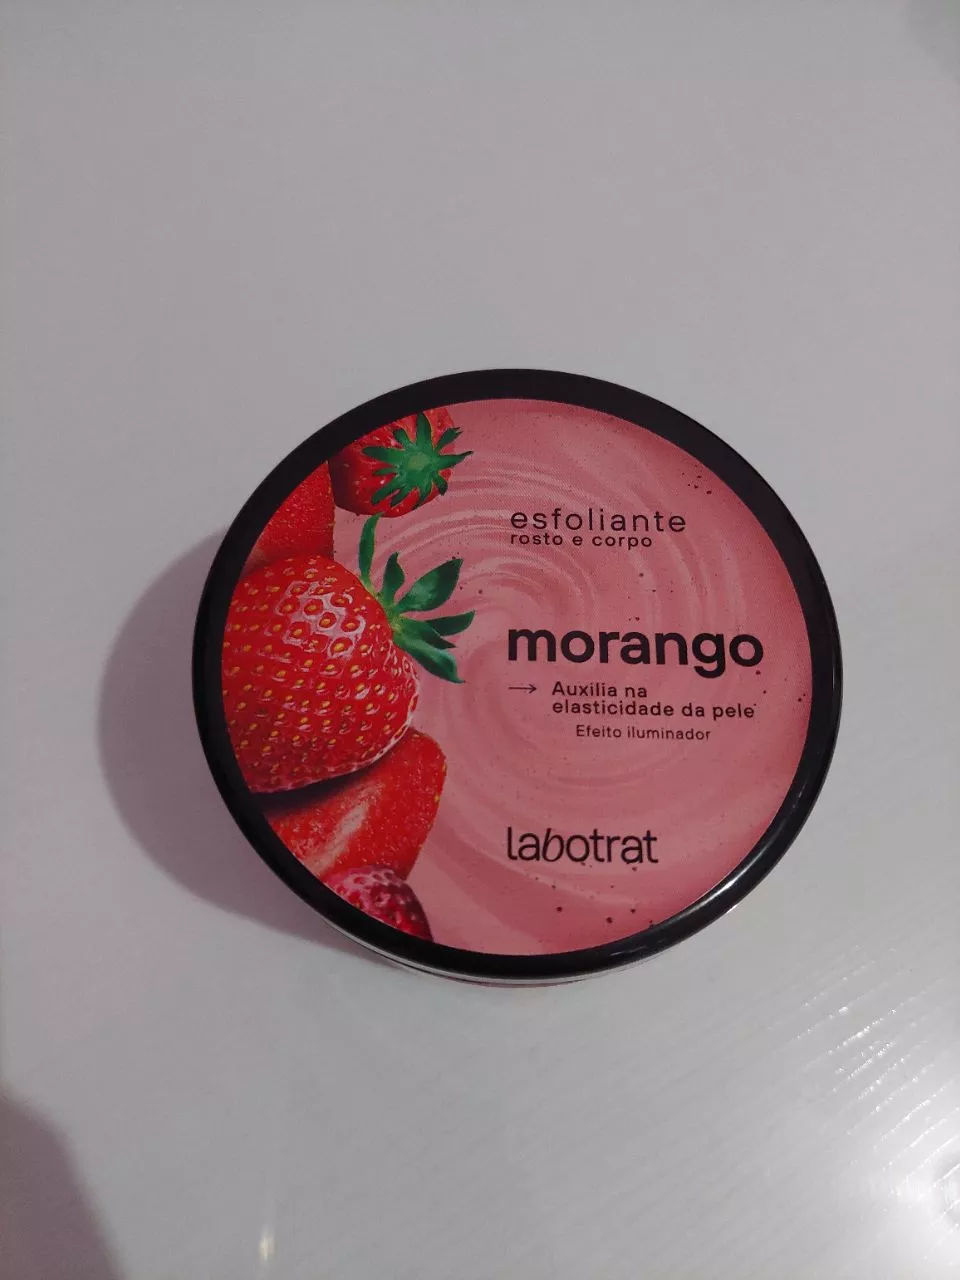 esfoliante
rosto e corpo
morango
→ Auxilia na
elasticidade da pele
Efeito iluminador
labotrat